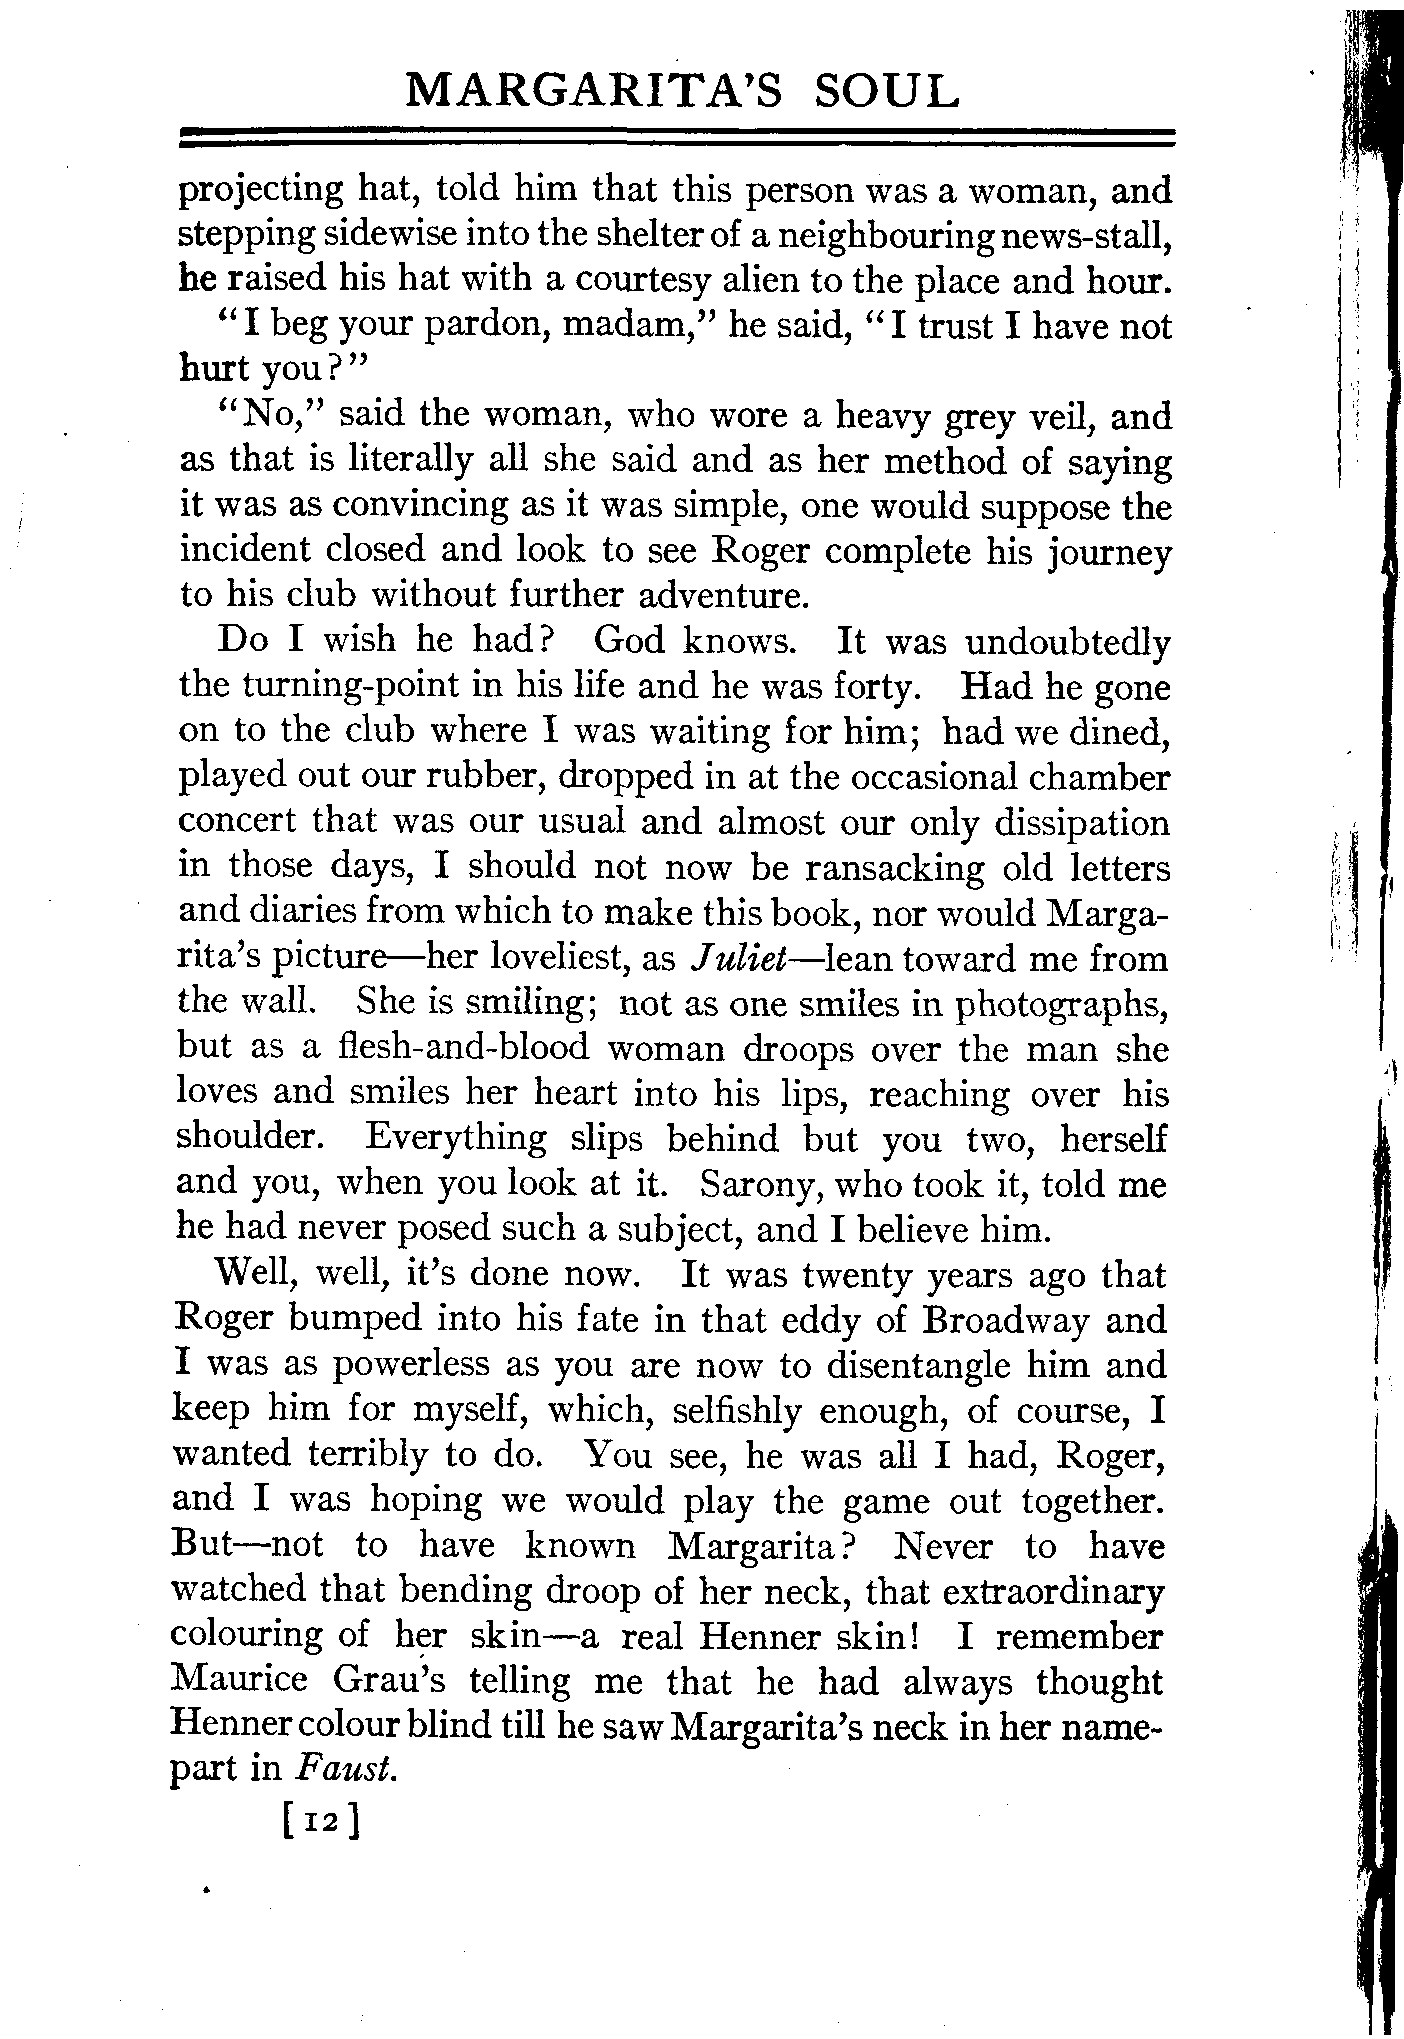 MARGARITA'S SOUL
projecting hat, told him that this person was a woman, and
stepping sidewise into the shelter of a neighbouring news-stall,
he raised his hat with a courtesy alien to the place and hour.
"I beg your pardon, madam," he said, "I trust I have not
hurt you?"
"No," said the woman, who wore a heavy grey veil, and
as that is literally all she said and as her method of saying
it was as convincing as it was simple, one would suppose the
incident closed and look to see Roger complete his journey
to his club without further adventure.
Do I wish he had? God knows. It was undoubtedly
the turning-point in his life and he was forty. Had he gone
on to the club where I was waiting for him; had we dined,
played out our rubber, dropped in at the occasional chamber
concert that was our usual and almost our only dissipation
in those days, I should not now be ransacking old letters
and diaries from which to make this book, nor would Marga-
rita's picture—her loveliest, as Juliet—lean toward me from
the wall. She is smiling; not as one smiles in photographs,
but as a flesh-and-blood woman droops over the man she
loves and smiles her heart into his lips, reaching over his
shoulder. Everything slips behind but you two, herself
and you, when you look at it. Sarony, who took it, told me
he had never posed such a subject, and I believe him.
Well, well, it's done now. It was twenty years ago that
Roger bumped into his fate in that eddy of Broadway and
I was as powerless as you are now to disentangle him and
keep him for myself, which, selfishly enough, of course, I
wanted terribly to do. You see, he was all I had, Roger,
and I was hoping we would play the game out together.
But—not to have known Margarita? Never to have
watched that bending droop of her neck, that extraordinary
colouring of her skin—a real Henner skin! I remember
Maurice Grau's telling me that he had always thought
Henner colour blind till he saw Margarita's neck in her name-
part in Faust.
[12]